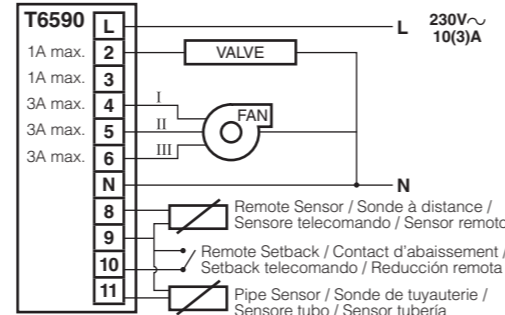 T6590 L L 230V~
10(3)A
1A max. 2 VALVE
1A max. 3
3A max. 4 I FAN
3A max. 5 II
3A max. 6 III
N N
8 Remote Sensor / Sonde à distance /
Sensore telecomando / Sensor remoto
9
Remote Setback / Contact d'abaissement /
10 Setback telecomando / Reducción remota
11 Pipe Sensor / Sonde de tuyauterie /
Sensore tubo / Sensor tubería